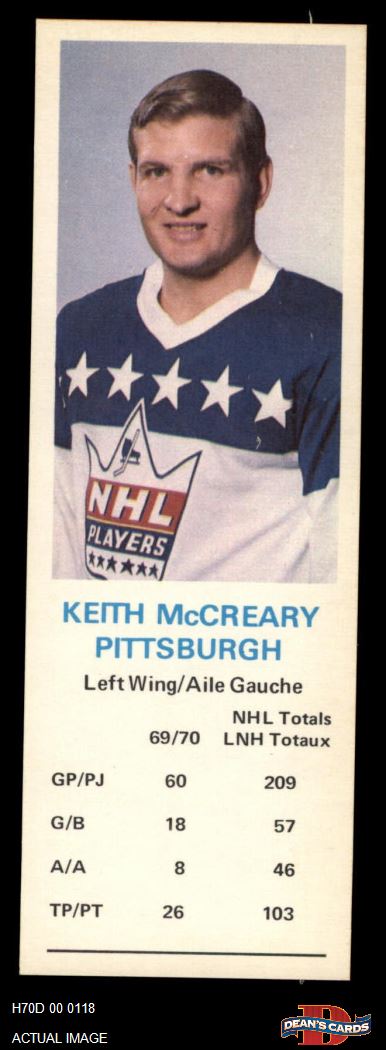 NHL
PLAYERS
KEITH McCREARY
PITTSBURGH
Left Wing/Aile Gauche
NHL Totals
69/70 LNH Totaux
GP/PJ 60 209
G/B 18 57
A/A 8 46
TP/PT 26 103
H70D 00 0118
ACTUAL IMAGE
DEAN'S CARDS